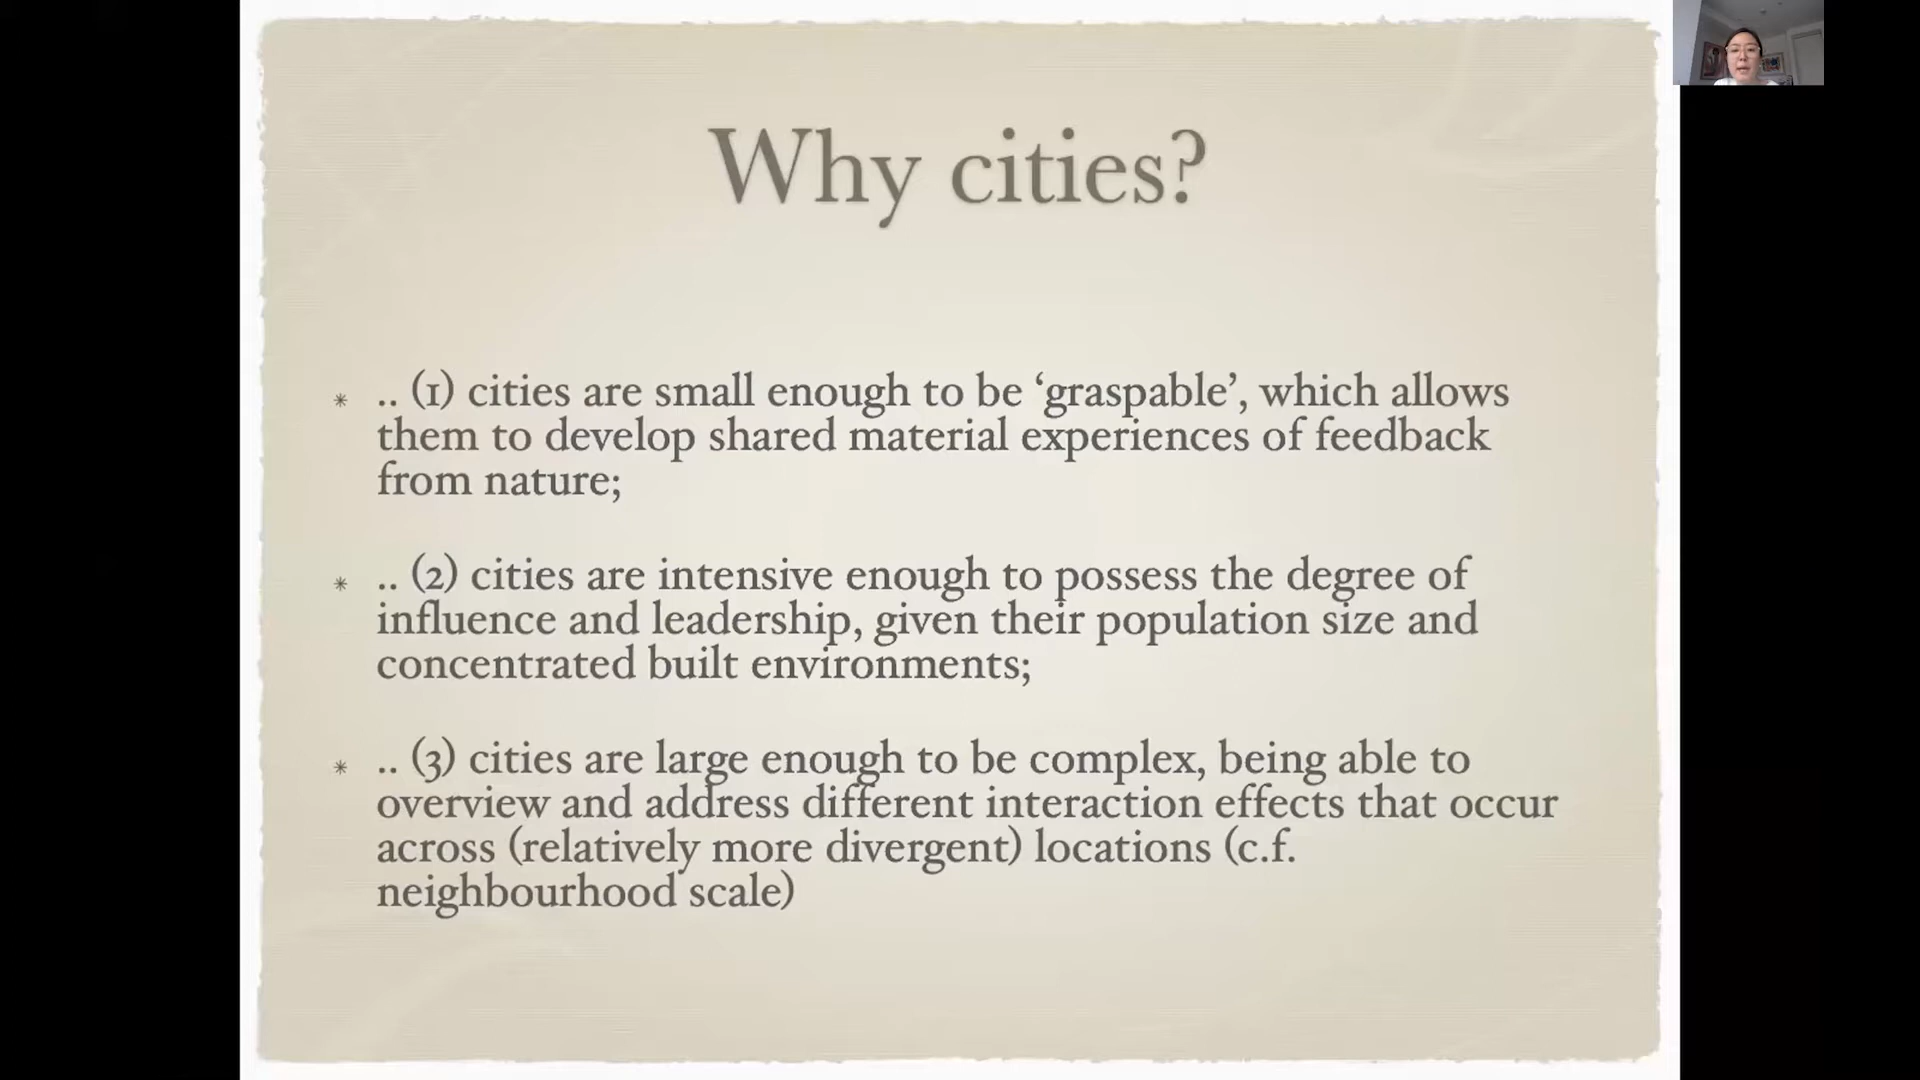 Why cities?
* .. (1) cities are small enough to be ‘graspable’, which allows
them to develop shared material experiences of feedback
from nature;
* .. (2) cities are intensive enough to possess the degree of
influence and leadership, given their population size and
concentrated built environments;
* .. (3) cities are large enough to be complex, being able to
overview and address different interaction effects that occur
across (relatively more divergent) locations (c.f.
neighbourhood scale)